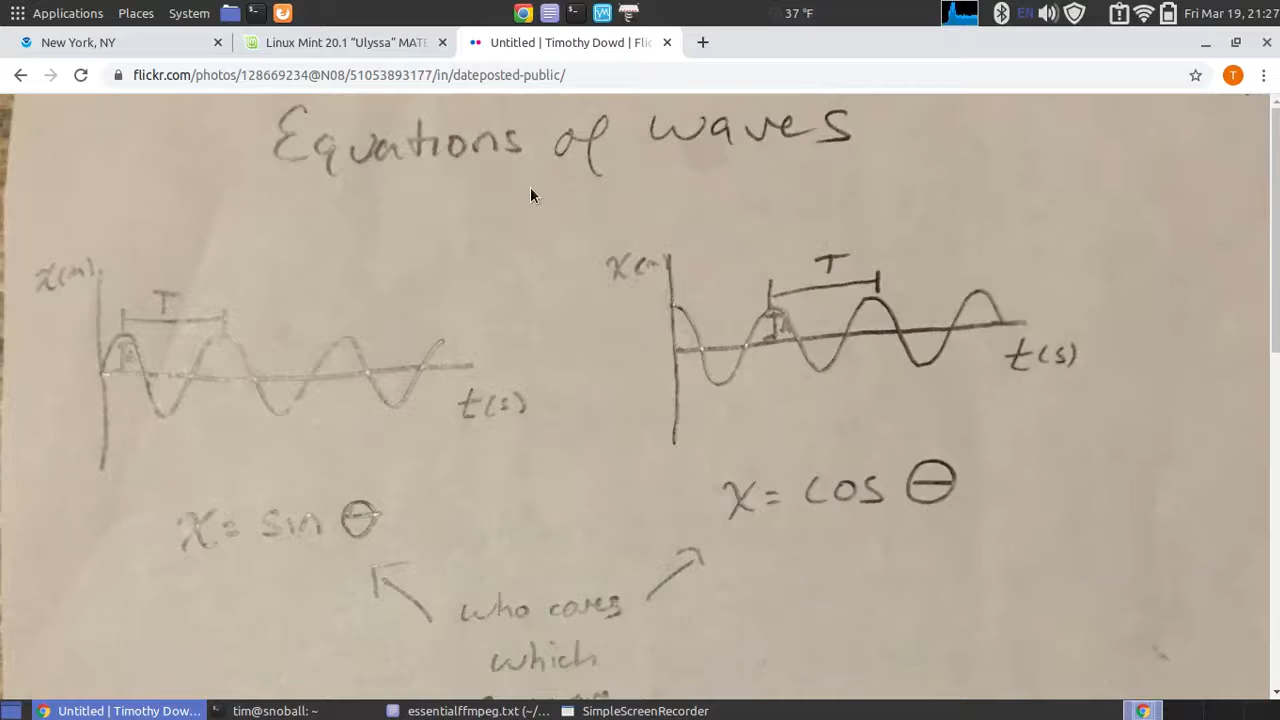 Applications Places System 37 °F EN Fri Mar 19, 21:27
New York, NY Linux Mint 20.1 "Ulyssa" MATE Untitled | Timothy Dowd | Flic
flickr.com/photos/128669234@N08/51053893177/in/dateposted-public/ T
Equations of waves
x(m) T x(m T
A A
t(s) t(s)
x = sin θ x = cos θ
who cares
which
Untitled | Timothy Dow... tim@snoball: ~ essentialffmpeg.txt (~/... SimpleScreenRecorder